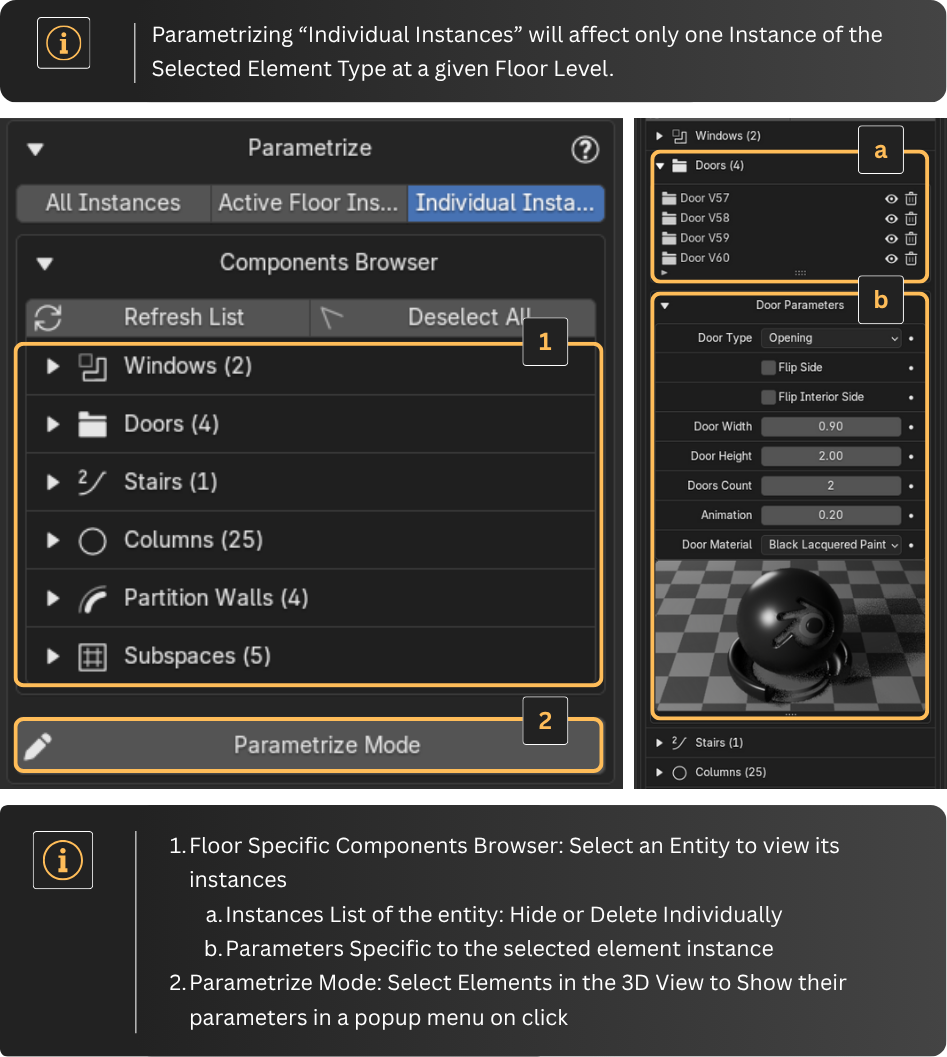 Parametrizing “Individual Instances” will affect only one Instance of the
Selected Element Type at a given Floor Level.
Parametrize
All Instances
Active Floor Ins...
Individual Insta...
Components Browser
Refresh List
Deselect All
1
Windows (2)
Doors (4)
2
Stairs (1)
Columns (25)
Partition Walls (4)
Subspaces (5)
2
Parametrize Mode
Windows (2)
a
Doors (4)
Door V57
Door V58
Door V59
Door V60
b
Door Parameters
Door Type Opening
Flip Side
Flip Interior Side
Door Width 0.90
Door Height 2.00
Doors Count 2
Animation 0.20
Door Material Black Lacquered Paint
2
Stairs (1)
Columns (25)
1. Floor Specific Components Browser: Select an Entity to view its
instances
a. Instances List of the entity: Hide or Delete Individually
b. Parameters Specific to the selected element instance
2. Parametrize Mode: Select Elements in the 3D View to Show their
parameters in a popup menu on click